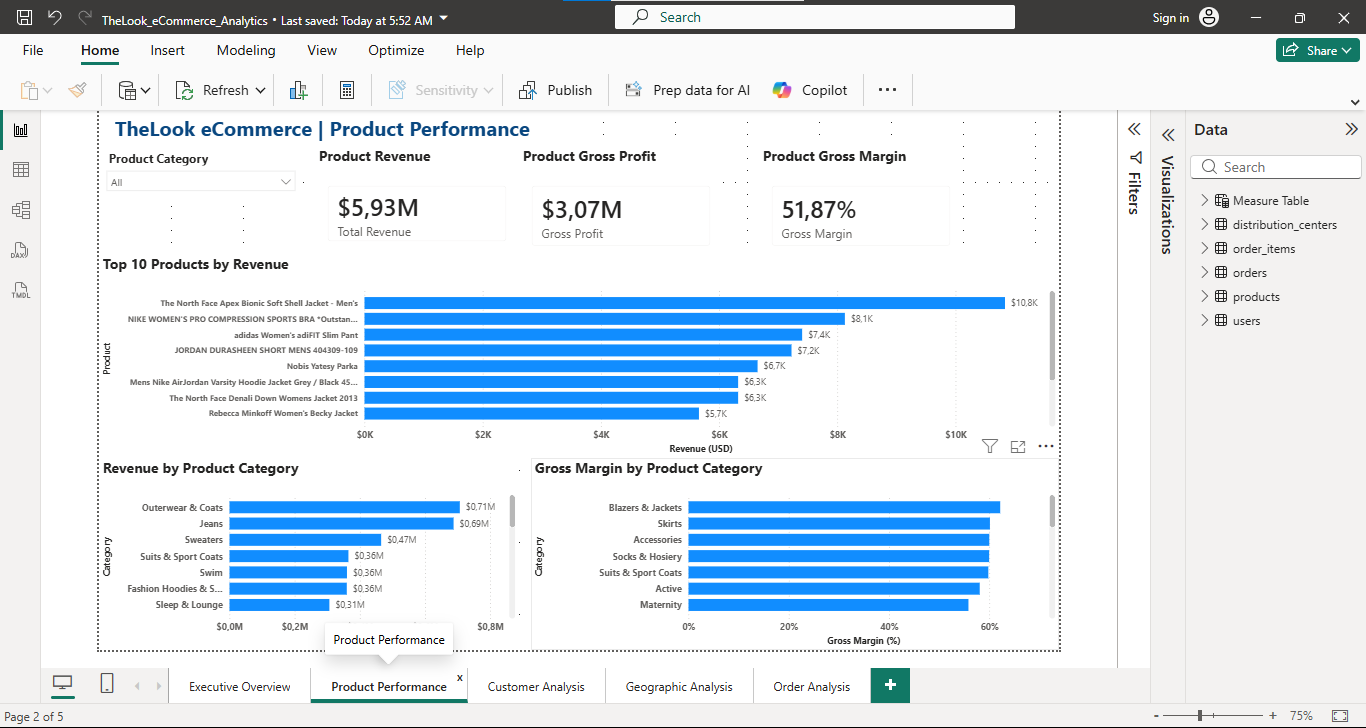 TheLook_eCommerce_Analytics • Last saved: Today at 5:52 AM
Search
Sign in
File Home Insert Modeling View Optimize Help
Share
Refresh
Sensitivity
Publish
Prep data for AI
Copilot
TheLook eCommerce | Product Performance
Product Category
All
Product Revenue
$5,93M
Total Revenue
Product Gross Profit
$3,07M
Gross Profit
Product Gross Margin
51,87%
Gross Margin
Top 10 Products by Revenue
Product
The North Face Apex Bionic Soft Shell Jacket - Men's $10,8K
NIKE WOMEN'S PRO COMPRESSION SPORTS BRA *Outstan... $8,1K
adidas Women's adiFIT Slim Pant $7,4K
JORDAN DURASHEEN SHORT MENS 404309-109 $7,2K
Nobis Yatesy Parka $6,7K
Mens Nike AirJordan Varsity Hoodie Jacket Grey / Black 45... $6,3K
The North Face Denali Down Womens Jacket 2013 $6,3K
Rebecca Minkoff Women's Becky Jacket $5,7K
$0K $2K $4K $6K $8K $10K
Revenue (USD)
Revenue by Product Category
Category
Outerwear & Coats $0,71M
Jeans $0,69M
Sweaters $0,47M
Suits & Sport Coats $0,36M
Swim $0,36M
Fashion Hoodies & S... $0,36M
Sleep & Lounge $0,31M
$0,0M $0,2M $0,8M
Product Performance
Gross Margin by Product Category
Category
Blazers & Jackets
Skirts
Accessories
Socks & Hosiery
Suits & Sport Coats
Active
Maternity
0% 20% 40% 60%
Gross Margin (%)
Filters
Visualizations
Data
Search
Measure Table
distribution_centers
order_items
orders
products
users
DAX
TMDL
Executive Overview
Product Performance x
Customer Analysis
Geographic Analysis
Order Analysis
+
Page 2 of 5
- + 75%